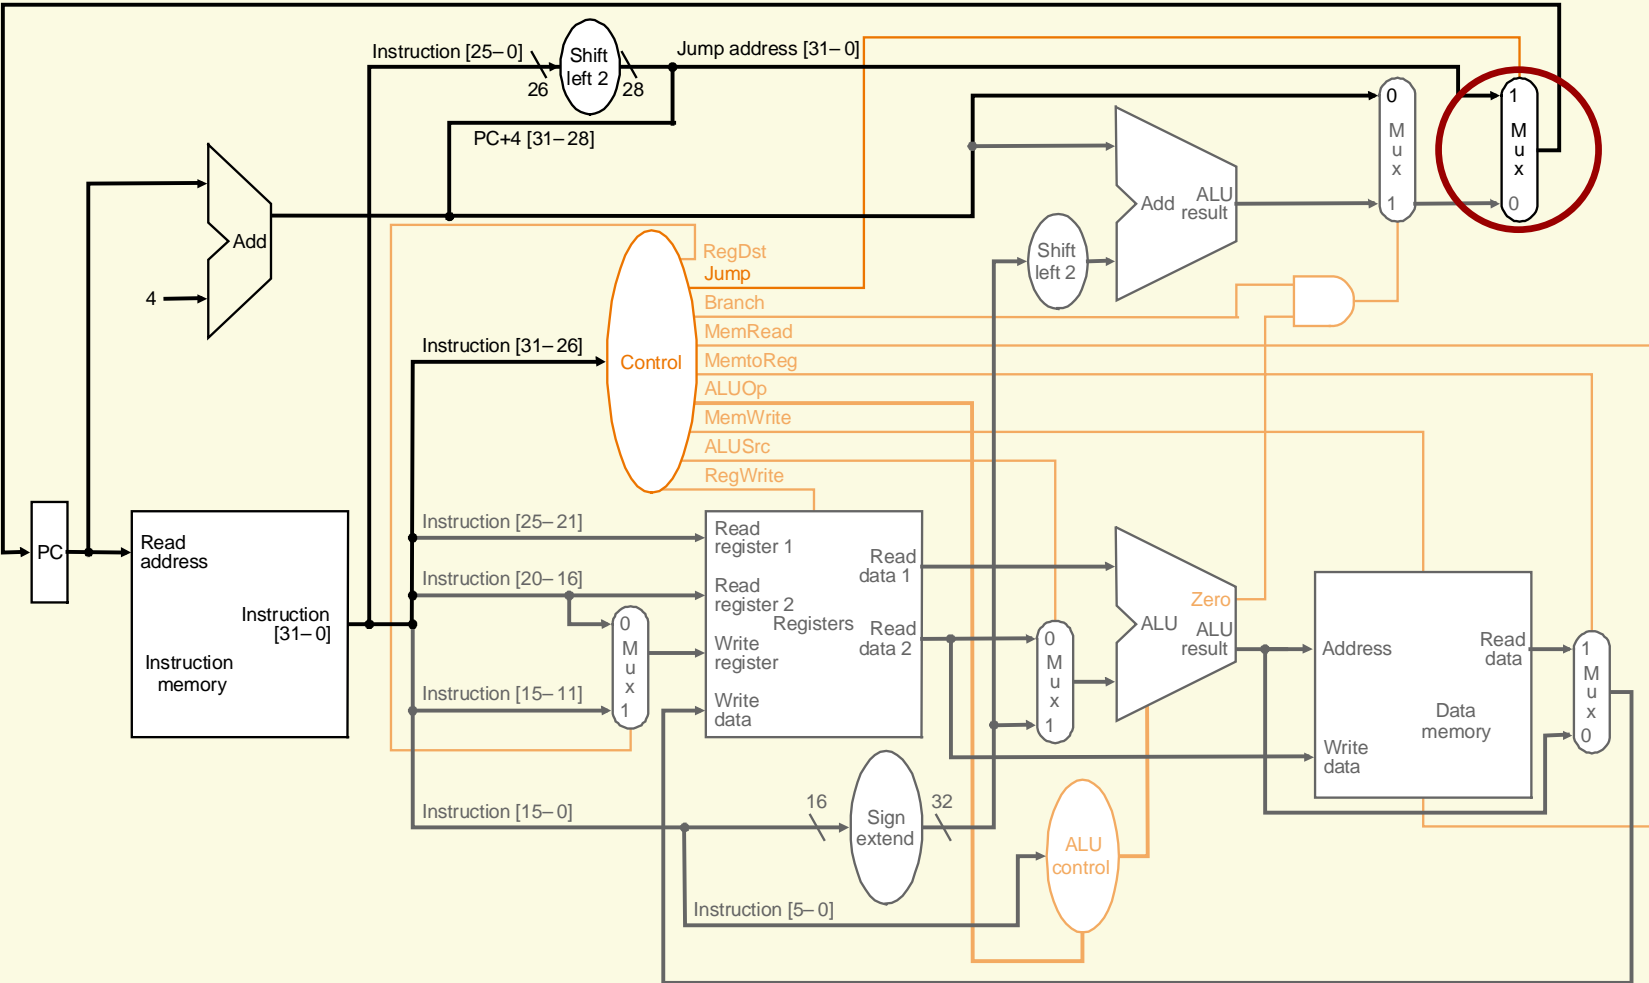 Instruction [25–0]
Shift
left 2
Jump address [31–0]
26
28
PC+4 [31–28]
Add
4
0
M
u
x
1
1
M
u
x
0
Add
ALU
result
Shift
left 2
RegDst
Jump
Branch
MemRead
MemtoReg
ALUOp
MemWrite
ALUSrc
RegWrite
Control
Instruction [31–26]
PC
Read
address
Instruction
[31–0]
Instruction
memory
Instruction [25–21]
Instruction [20–16]
Instruction [15–11]
Instruction [15–0]
Instruction [5–0]
0
M
u
x
1
Read
register 1
Read
register 2
Write
register
Write
data
Registers
Read
data 1
Read
data 2
0
M
u
x
1
Zero
ALU
ALU
result
Address
Read
data
Data
memory
Write
data
1
M
u
x
0
16
Sign
extend
32
ALU
control